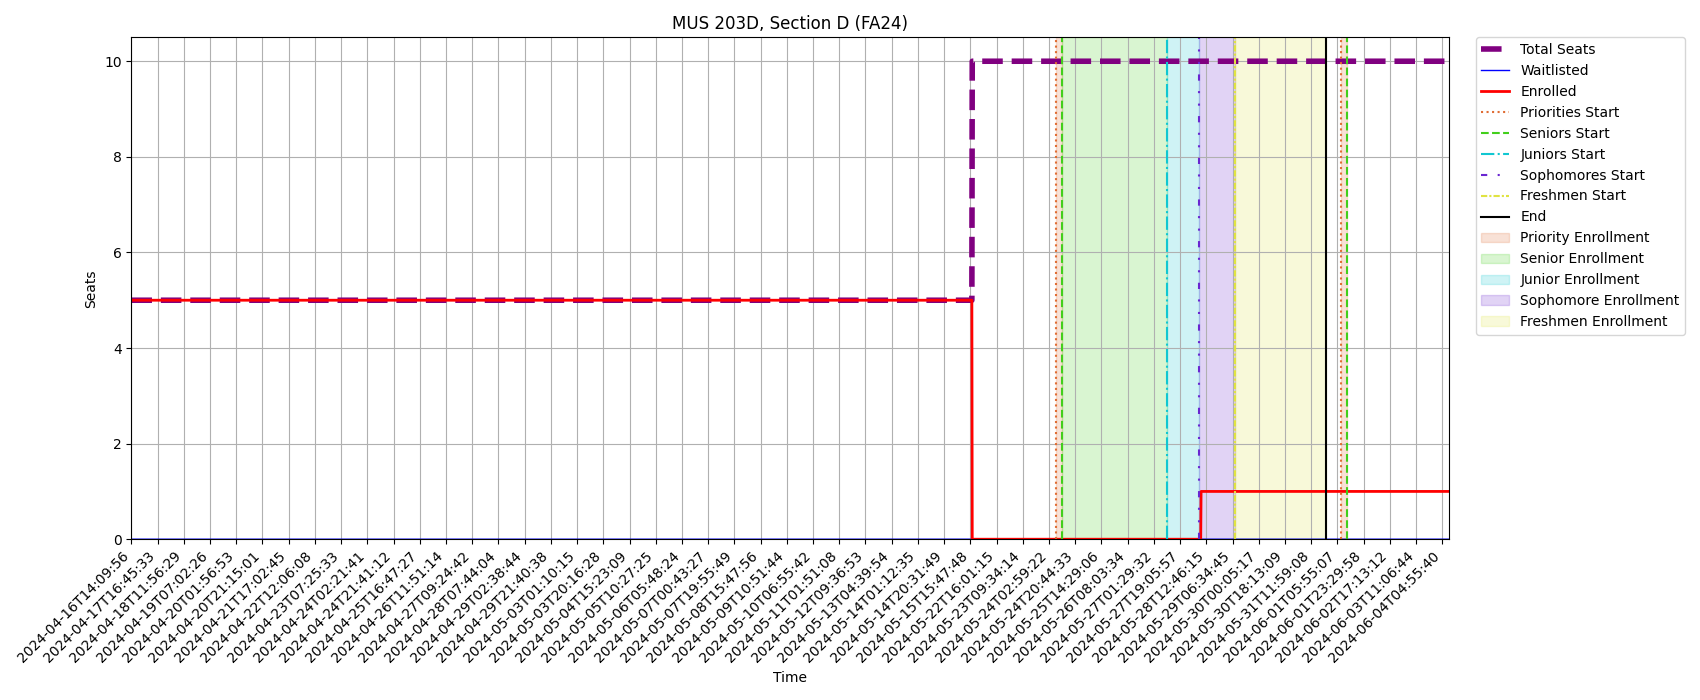 MUS 203D, Section D (FA24)
Total Seats
Waitlisted
Enrolled
Priorities Start
Seniors Start
Juniors Start
Sophomores Start
Freshmen Start
End
Priority Enrollment
Senior Enrollment
Junior Enrollment
Sophomore Enrollment
Freshmen Enrollment
Seats
10
8
6
4
2
0
2024-04-16T14:09:56
2024-04-17T16:45:33
2024-04-18T11:56:29
2024-04-19T07:02:26
2024-04-20T01:56:53
2024-04-20T21:15:01
2024-04-21T17:02:45
2024-04-22T12:06:08
2024-04-23T07:25:33
2024-04-24T02:21:41
2024-04-24T21:41:12
2024-04-25T16:47:27
2024-04-26T11:51:14
2024-04-27T09:24:42
2024-04-28T07:44:04
2024-04-29T02:38:44
2024-04-29T21:40:38
2024-05-03T01:10:15
2024-05-03T20:16:28
2024-05-04T15:23:09
2024-05-05T10:27:25
2024-05-06T05:48:24
2024-05-07T00:43:27
2024-05-07T19:55:49
2024-05-08T15:47:56
2024-05-09T10:51:44
2024-05-10T06:55:42
2024-05-11T01:51:08
2024-05-12T09:36:53
2024-05-13T04:39:54
2024-05-14T01:12:35
2024-05-14T20:31:49
2024-05-15T15:47:48
2024-05-22T16:01:15
2024-05-23T09:34:14
2024-05-24T02:59:22
2024-05-24T20:44:33
2024-05-25T14:29:06
2024-05-26T08:03:34
2024-05-27T01:29:32
2024-05-27T19:05:57
2024-05-28T12:46:15
2024-05-29T06:34:45
2024-05-30T00:05:17
2024-05-30T18:13:09
2024-05-31T11:59:08
2024-06-01T05:55:07
2024-06-01T23:29:58
2024-06-02T17:13:12
2024-06-03T11:06:44
2024-06-04T04:55:40
Time